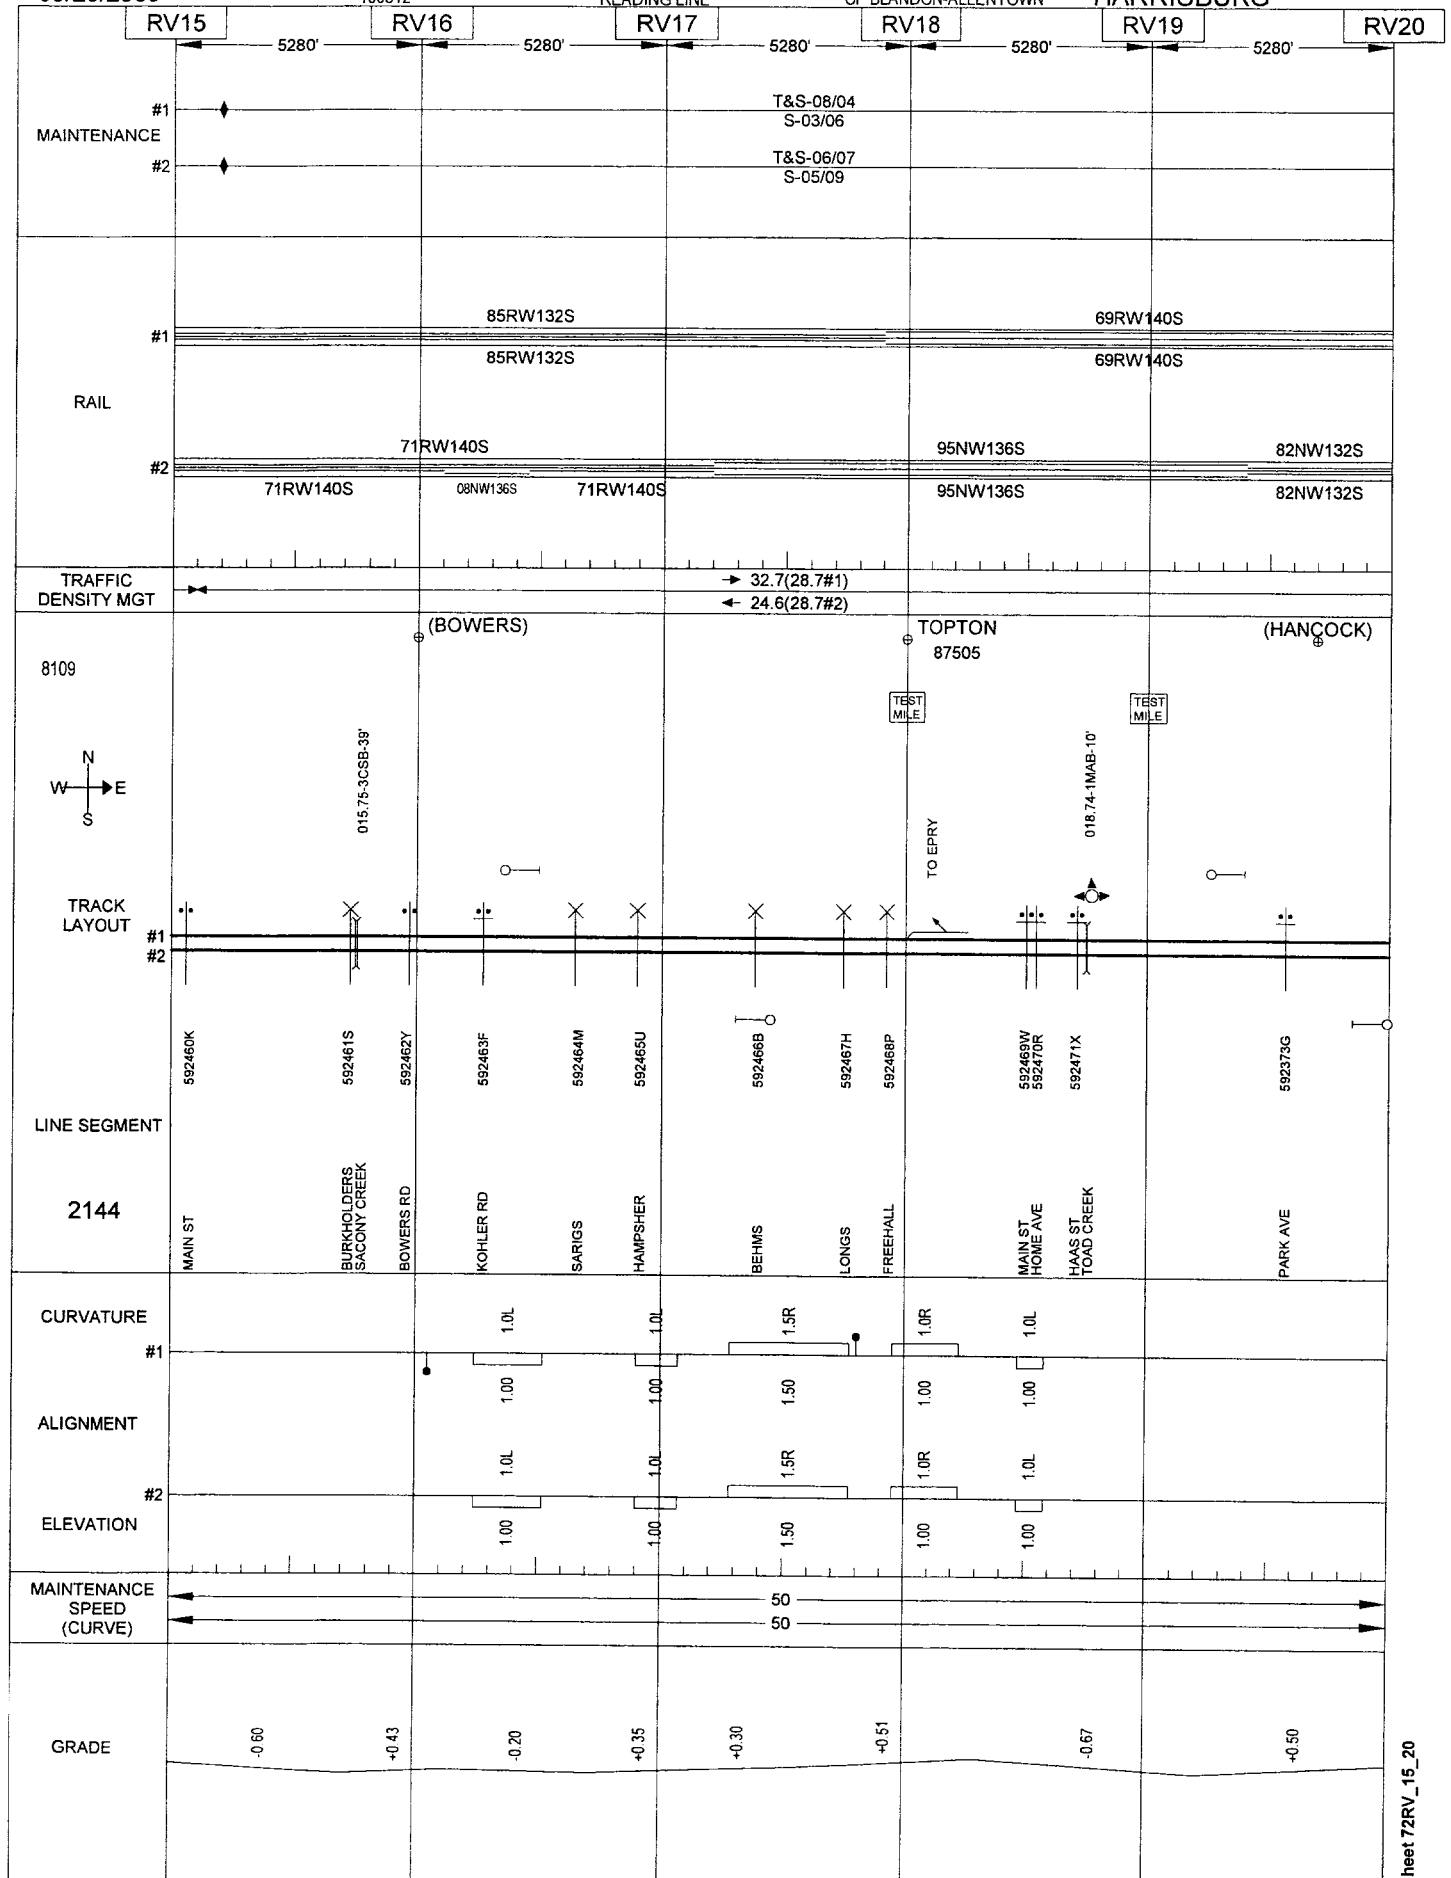 READING LINE
HARRISBURG
RV15 RV16 RV17 RV18 RV19 RV20
5280' 5280' 5280' 5280' 5280'
#1 T&S-08/04
S-03/06
MAINTENANCE
#2 T&S-06/07
S-05/09
85RW132S 69RW140S
#1
85RW132S 69RW140S
RAIL
71RW140S 95NW136S 82NW132S
#2
71RW140S 08NW136S 71RW140S 95NW136S 82NW132S
TRAFFIC
DENSITY MGT
32.7(28.7#1)
24.6(28.7#2)
(BOWERS) TOPTON (HANCOCK)
87505
8109
TEST
MILE
TEST
MILE
N
W E
S
015.75-3CSB-39'
018.74-1MAB-10'
TO EPRY
TRACK
LAYOUT
#1
#2
592460K
592461S
592462Y
592463F
592464M
592465U
592466B
592467H
592468P
592469W
592470R
592471X
592373G
LINE SEGMENT
2144
MAIN ST
BURKHOLDERS
SACONY CREEK
BOWERS RD
KOHLER RD
SARIGS
HAMPSHER
BEHMS
LONGS
FREEHALL
MAIN ST
HOME AVE
HAAS ST
TOAD CREEK
PARK AVE
CURVATURE
1.0L 1.0L 1.5R 1.0R 1.0L
#1
1.00 1.00 1.50 1.00 1.00
ALIGNMENT
1.0L 1.0L 1.5R 1.0R 1.0L
#2
ELEVATION
1.00 1.00 1.50 1.00 1.00
MAINTENANCE
SPEED
(CURVE)
50
50
GRADE
-0.60 +0.43 -0.20 +0.35 +0.30 +0.51 -0.67 +0.50
heet 72RV_15_20